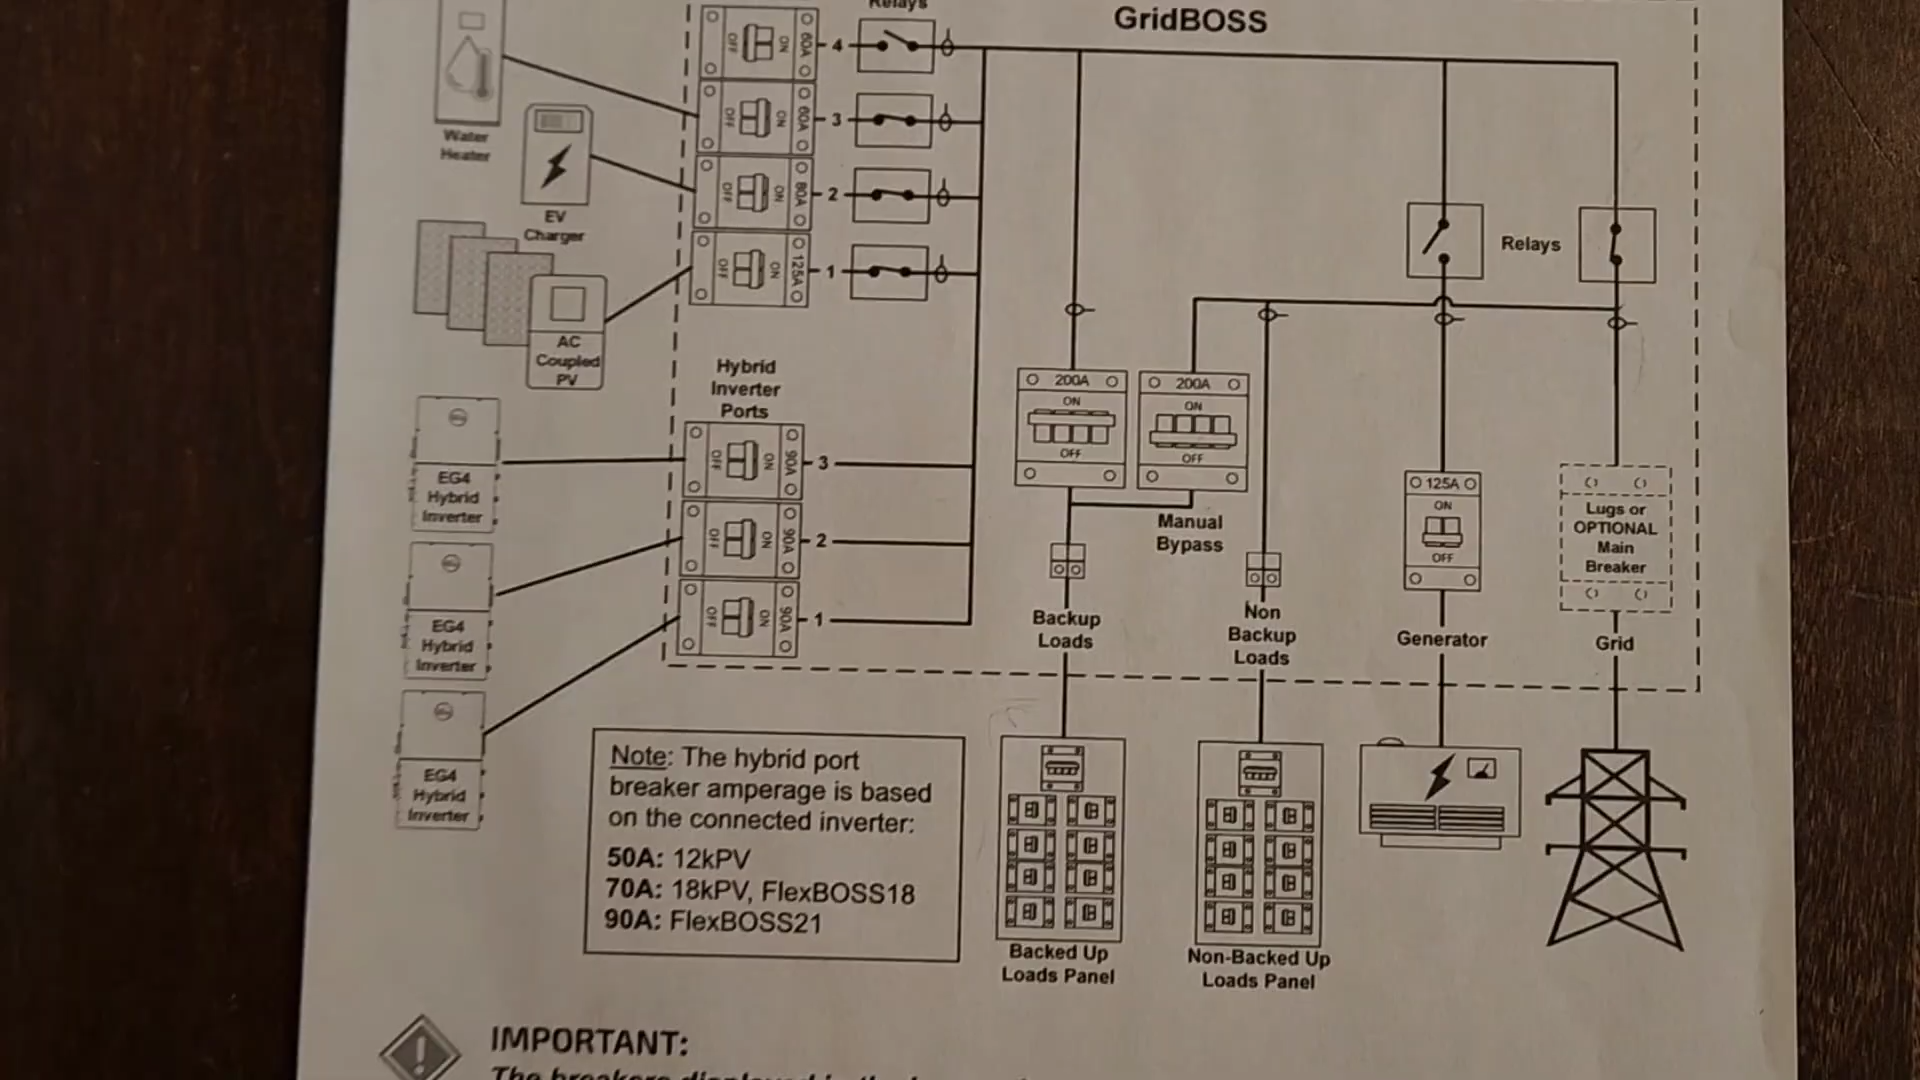 Relays
GridBOSS
60A
OFF
ON
4
60A
OFF
ON
3
80A
OFF
ON
2
125A
OFF
ON
1
Water
Heater
EV
Charger
AC
Coupled
PV
Relays
Hybrid
Inverter
Ports
EG4
Hybrid
Inverter
OFF
ON
90A
3
EG4
Hybrid
Inverter
OFF
ON
90A
2
EG4
Hybrid
Inverter
OFF
ON
90A
1
200A
ON
OFF
200A
ON
OFF
Manual
Bypass
125A
ON
OFF
Lugs or
OPTIONAL
Main
Breaker
Backup
Loads
Non
Backup
Loads
Generator
Grid
Note: The hybrid port
breaker amperage is based
on the connected inverter:
50A: 12kPV
70A: 18kPV, FlexBOSS18
90A: FlexBOSS21
Backed Up
Loads Panel
Non-Backed Up
Loads Panel
IMPORTANT:
The breakers displayed in the